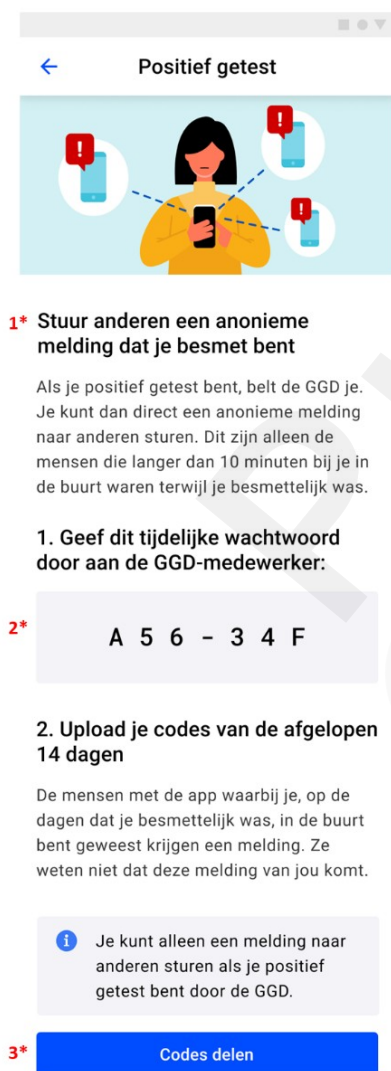 Positief getest
1* Stuur anderen een anonieme
melding dat je besmet bent
Als je positief getest bent, belt de GGD je.
Je kunt dan direct een anonieme melding
naar anderen sturen. Dit zijn alleen de
mensen die langer dan 10 minuten bij je in
de buurt waren terwijl je besmettelijk was.
1. Geef dit tijdelijke wachtwoord
door aan de GGD-medewerker:
2* A 5 6 – 3 4 F
2. Upload je codes van de afgelopen
14 dagen
De mensen met de app waarbij je, op de
dagen dat je besmettelijk was, in de buurt
bent geweest krijgen een melding. Ze
weten niet dat deze melding van jou komt.
Je kunt alleen een melding naar
anderen sturen als je positief
getest bent door de GGD.
3* Codes delen